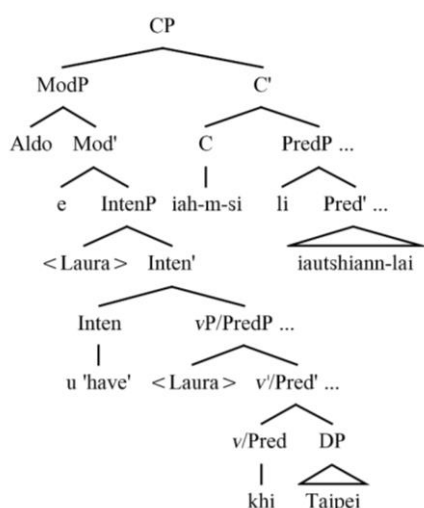 CP
ModP C'
Aldo Mod' C PredP ...
e IntenP iah-m-si li Pred' ...
<Laura> Inten' iautshiann-lai
Inten vP/PredP ...
u 'have' <Laura> v'/Pred' ...
v/Pred DP
khi Taipei